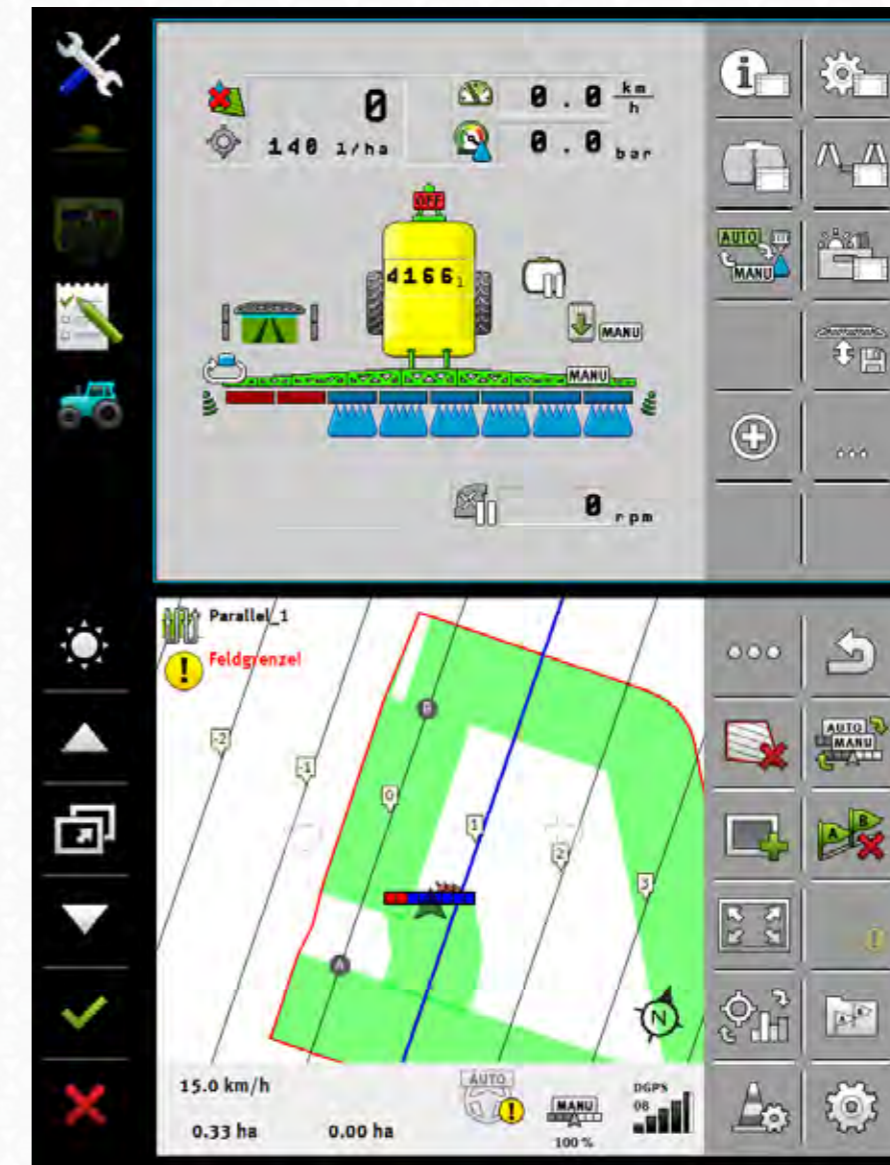 0
0.0 km/h
140 l/ha
0.0 bar
OFF
4166 l
MANU
MANU
AUTO
MANU
0 rpm
Parallel_1
Feldgrenze!
-2
-1
0
1
2
3
B
A
N
AUTO
MANU
A B
A B
15.0 km/h
0.33 ha
0.00 ha
AUTO
MANU
100 %
DGPS
08